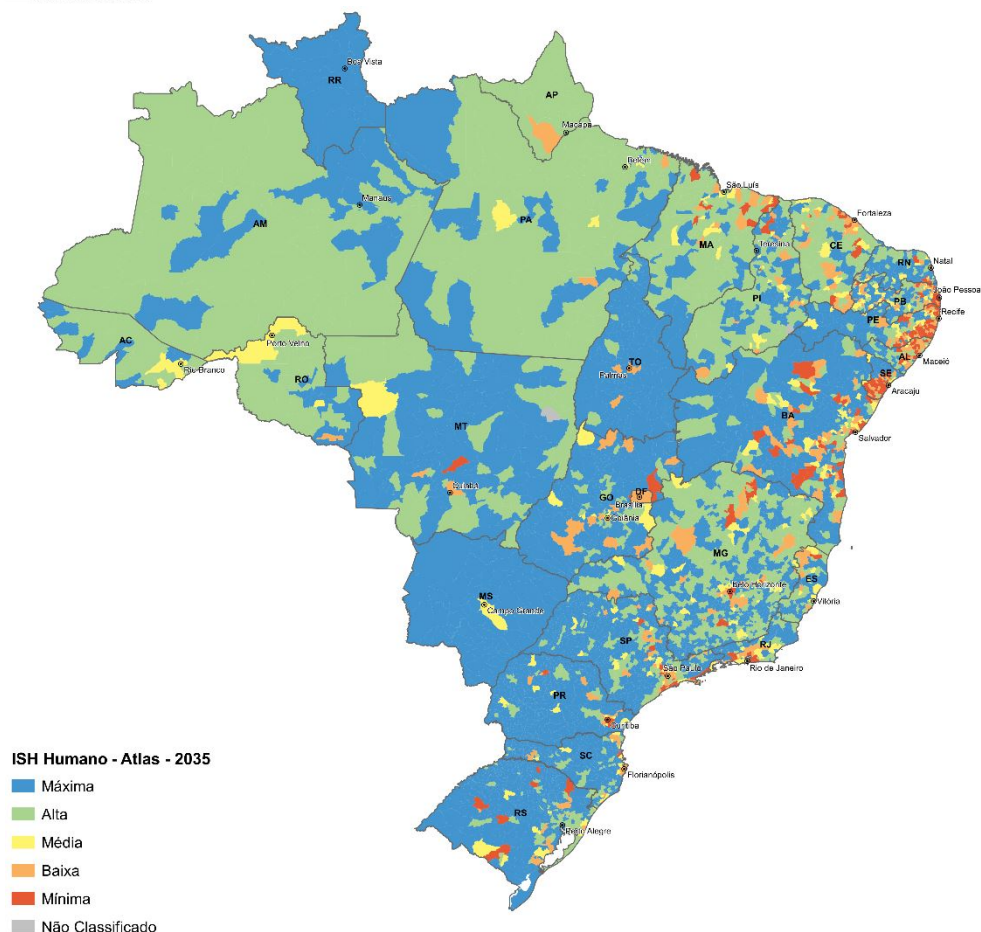 Boa Vista
RR
AP
Macapá
Belém
São Luís
Manaus
Fortaleza
AM
PA
MA
Teresina
CE
RN
Natal
João Pessoa
PB
PI
PE
Recife
AC
Porto Velho
AL
Maceió
Rio Branco
TO
SE
Palmas
RO
Aracaju
BA
MT
Salvador
Cuiabá
GO
DF
Brasília
Goiânia
MG
MS
Belo Horizonte
ES
Campo Grande
Vitória
SP
RJ
São Paulo
Rio de Janeiro
PR
Curitiba
SC
Florianópolis
RS
Porto Alegre
ISH Humano - Atlas - 2035
Máxima
Alta
Média
Baixa
Mínima
Não Classificado